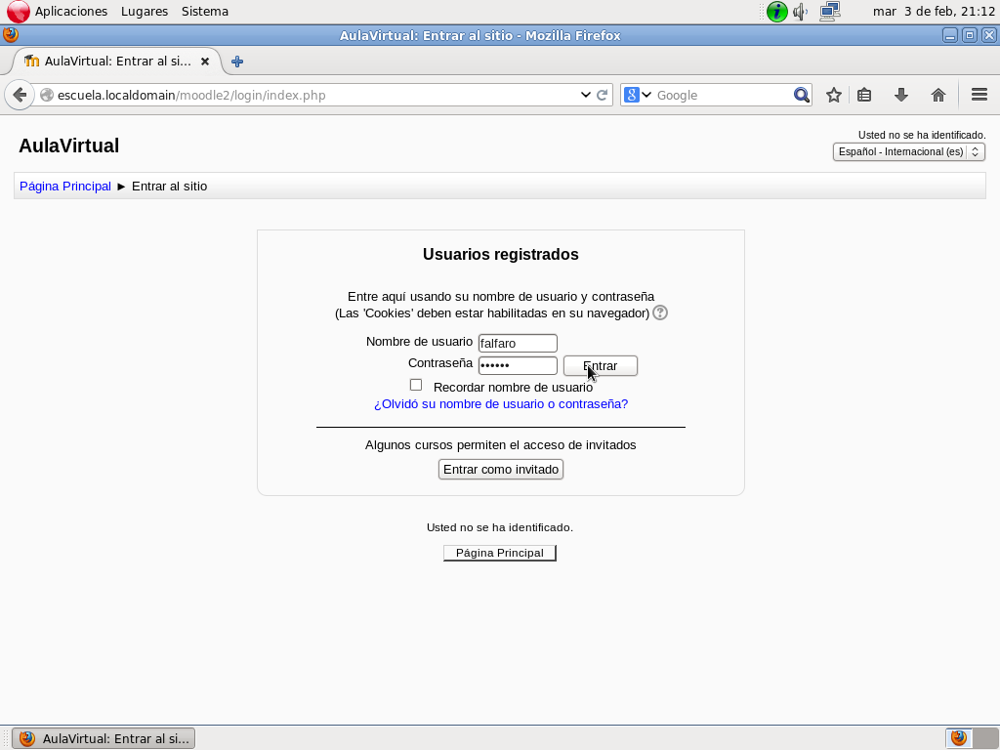 Aplicaciones Lugares Sistema mar 3 de feb, 21:12
AulaVirtual: Entrar al sitio - Mozilla Firefox
AulaVirtual: Entrar al si...
escuela.localdomain/moodle2/login/index.php Google
Usted no se ha identificado.
AulaVirtual
Español - Internacional (es)
Página Principal ► Entrar al sitio
Usuarios registrados
Entre aquí usando su nombre de usuario y contraseña
(Las 'Cookies' deben estar habilitadas en su navegador)
Nombre de usuario falfaro
Contraseña •••••• Entrar
Recordar nombre de usuario
¿Olvidó su nombre de usuario o contraseña?
Algunos cursos permiten el acceso de invitados
Entrar como invitado
Usted no se ha identificado.
Página Principal
AulaVirtual: Entrar al si...